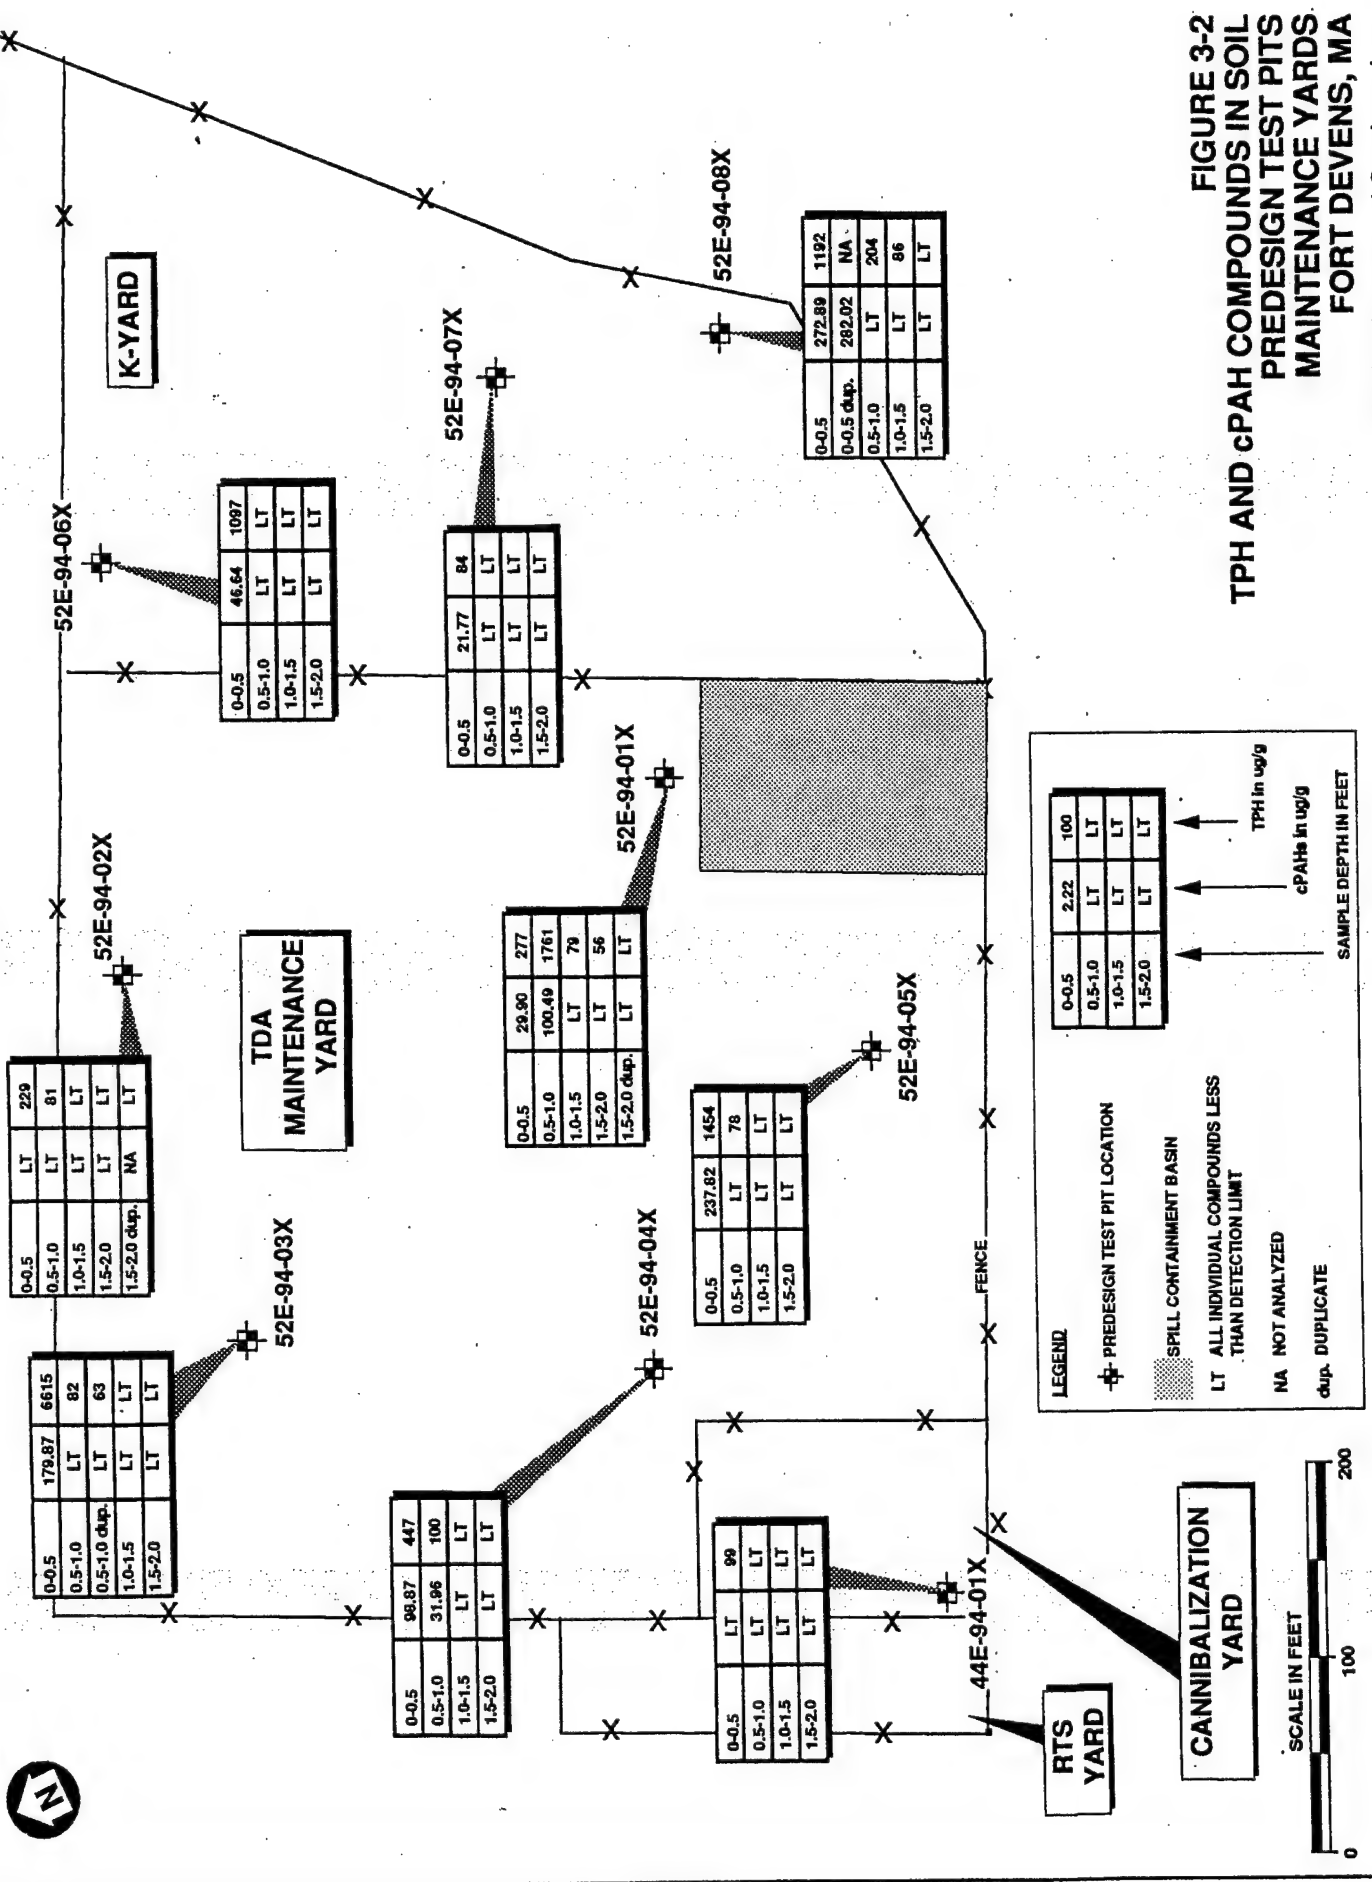 N
52E-94-06X
K-YARD
0-0.5 46.64 1097
0.5-1.0 LT LT
1.0-1.5 LT LT
1.5-2.0 LT LT
52E-94-02X
0-0.5 LT 229
0.5-1.0 LT 81
1.0-1.5 LT LT
1.5-2.0 LT LT
1.5-2.0 dup. NA LT
52E-94-03X
0-0.5 179.87 6615
0.5-1.0 LT 82
0.5-1.0 dup. LT 63
1.0-1.5 LT LT
1.5-2.0 LT LT
TDA
MAINTENANCE
YARD
52E-94-07X
0-0.5 21.77 84
0.5-1.0 LT LT
1.0-1.5 LT LT
1.5-2.0 LT LT
52E-94-01X
0-0.5 29.90 277
0.5-1.0 100.49 1761
1.0-1.5 LT 79
1.5-2.0 LT 56
1.5-2.0 dup. LT LT
52E-94-04X
0-0.5 98.87 447
0.5-1.0 31.96 100
1.0-1.5 LT LT
1.5-2.0 LT LT
52E-94-08X
0-0.5 272.89 1192
0-0.5 dup. 282.02 NA
0.5-1.0 LT 204
1.0-1.5 LT 86
1.5-2.0 LT LT
52E-94-05X
0-0.5 237.82 1454
0.5-1.0 LT 78
1.0-1.5 LT LT
1.5-2.0 LT LT
0-0.5 LT 99
0.5-1.0 LT LT
1.0-1.5 LT LT
1.5-2.0 LT LT
44E-94-01X
FENCE
RTS
YARD
CANNIBALIZATION
YARD
SCALE IN FEET
0 100 200
LEGEND
PREDESIGN TEST PIT LOCATION
SPILL CONTAINMENT BASIN
LT ALL INDIVIDUAL COMPOUNDS LESS
THAN DETECTION LIMIT
NA NOT ANALYZED
dup. DUPLICATE
0-0.5 2.22 100
0.5-1.0 LT LT
1.0-1.5 LT LT
1.5-2.0 LT LT
TPH in ug/g
cPAHs in ug/g
SAMPLE DEPTH IN FEET
FIGURE 3-2
TPH AND cPAH COMPOUNDS IN SOIL
PREDESIGN TEST PITS
MAINTENANCE YARDS
FORT DEVENS, MA